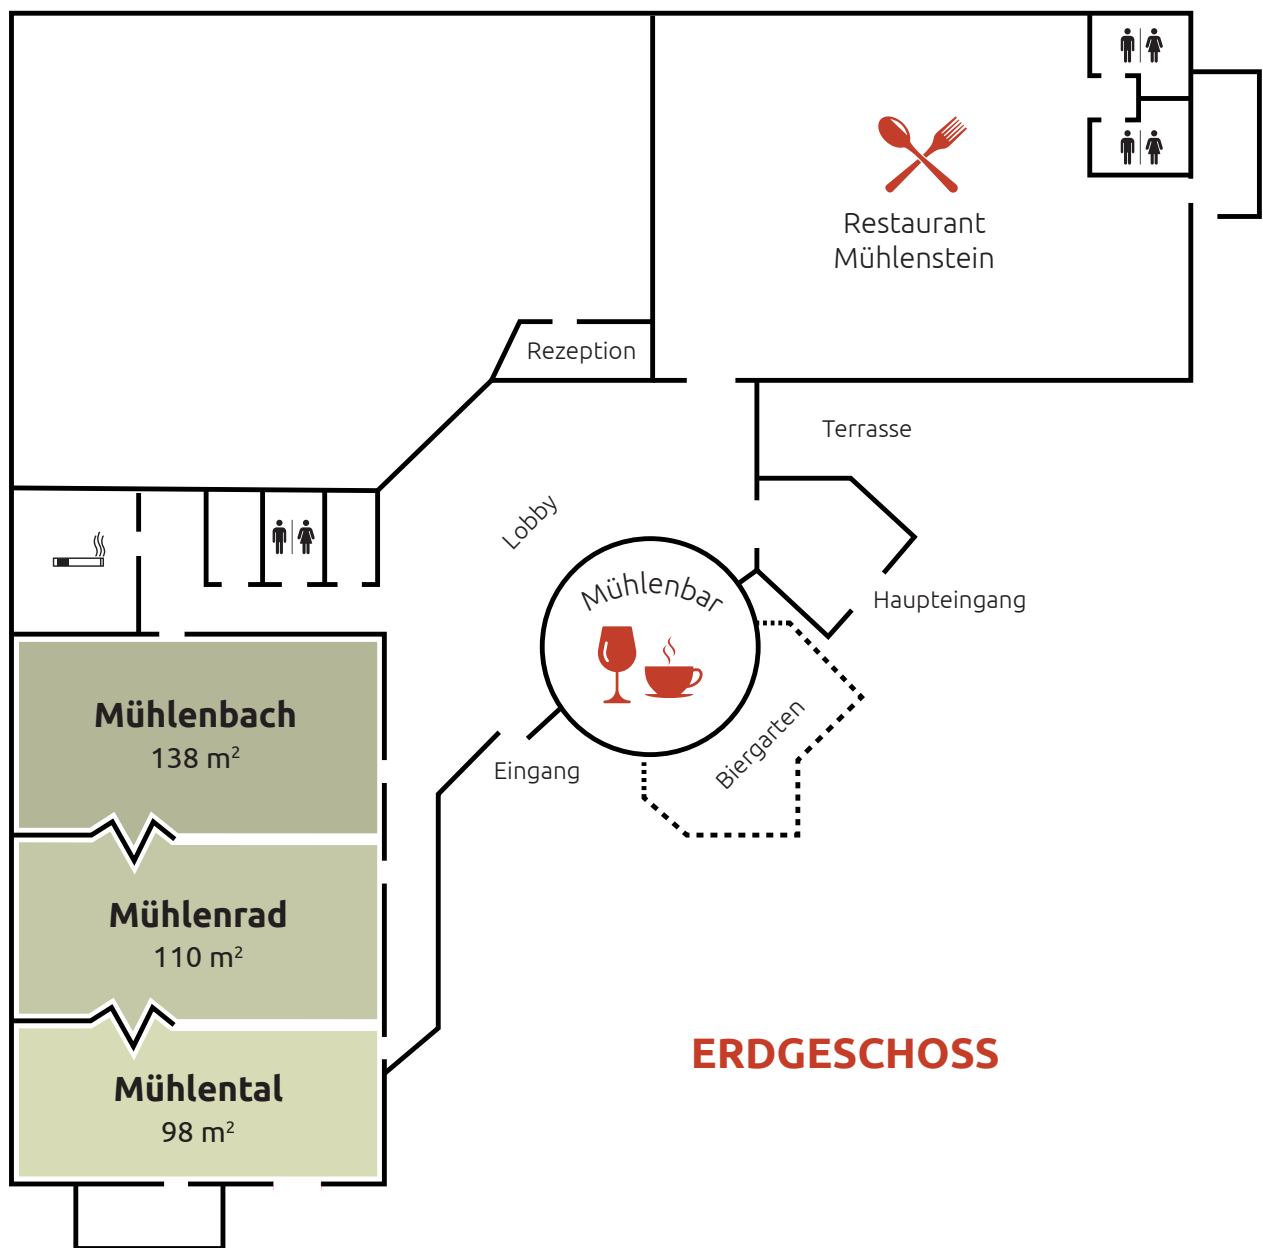 Restaurant
Mühlenstein
Rezeption
Terrasse
Lobby
Mühlenbar
Haupteingang
Mühlenbach
138 m²
Biergarten
Eingang
Mühlenrad
110 m²
ERDGESCHOSS
Mühlental
98 m²